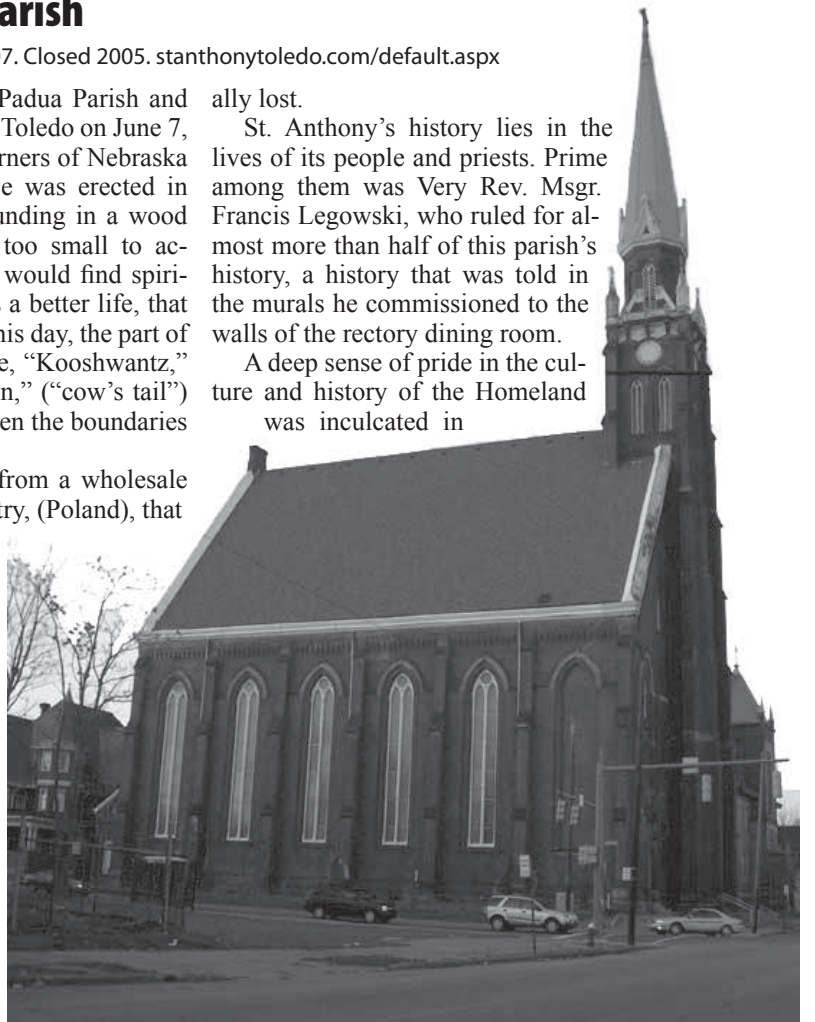 arish
7. Closed 2005. stanthonytoledo.com/default.aspx
Padua Parish and
Toledo on June 7,
rners of Nebraska
e was erected in
unding in a wood
too small to ac-
would find spiri-
a better life, that
his day, the part of
e, “Kooshwantz,”
n,” (“cow’s tail”)
en the boundaries
from a wholesale
try, (Poland), that
ally lost.
St. Anthony’s history lies in the
lives of its people and priests. Prime
among them was Very Rev. Msgr.
Francis Legowski, who ruled for al-
most more than half of this parish’s
history, a history that was told in
the murals he commissioned to the
walls of the rectory dining room.
A deep sense of pride in the cul-
ture and history of the Homeland
was inculcated in